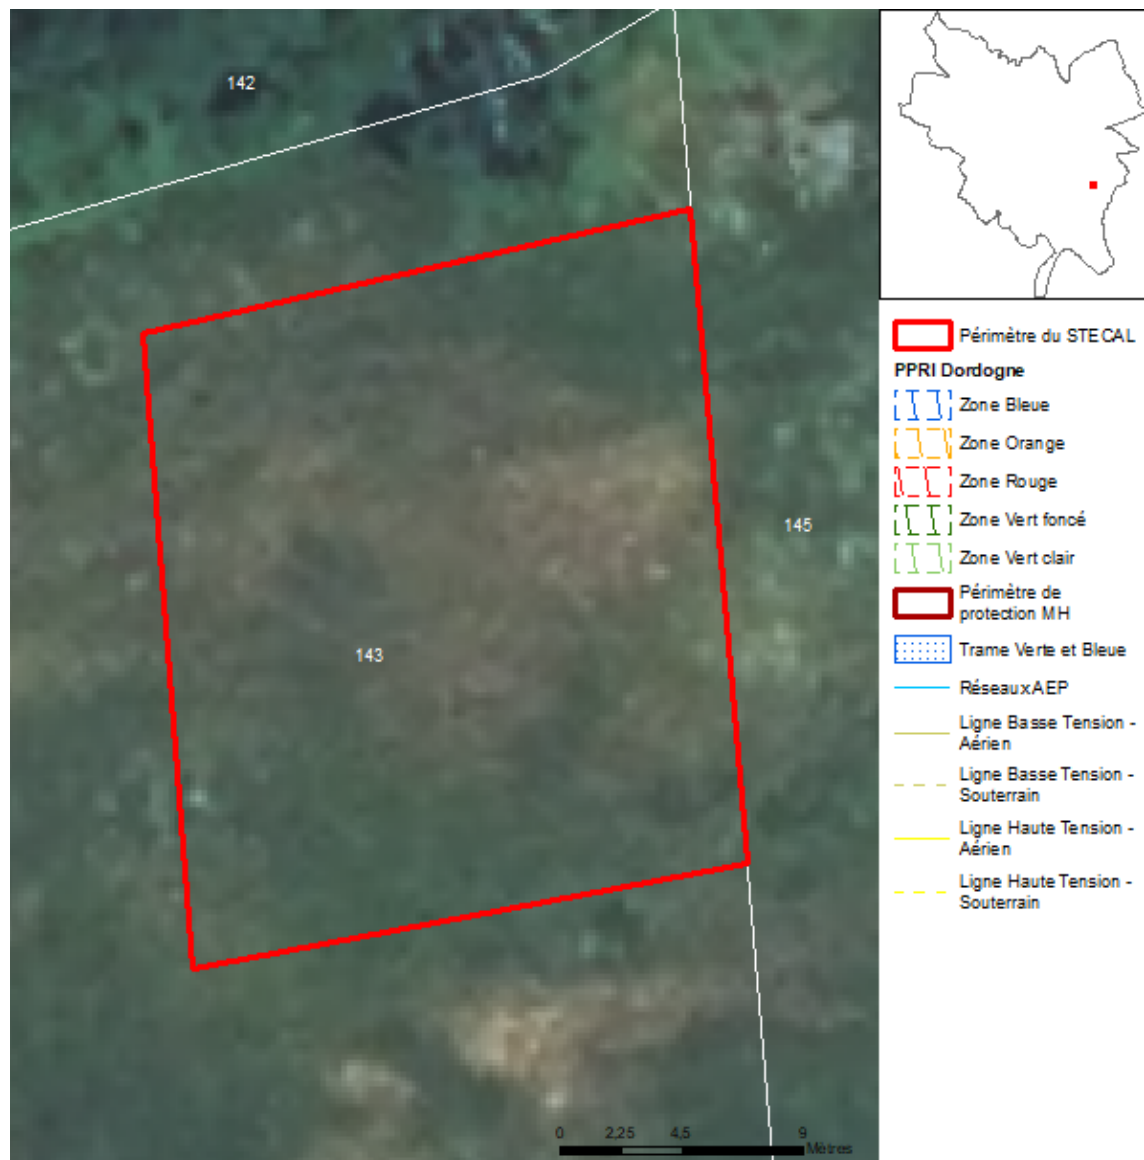 142
145
143
0 2,25 4,5 9
Mètres
Périmètre du STECAL
PPRI Dordogne
Zone Bleue
Zone Orange
Zone Rouge
Zone Vert foncé
Zone Vert clair
Périmètre de
protection MH
Trame Verte et Bleue
Réseaux AEP
Ligne Basse Tension -
Aérien
Ligne Basse Tension -
Souterrain
Ligne Haute Tension -
Aérien
Ligne Haute Tension -
Souterrain